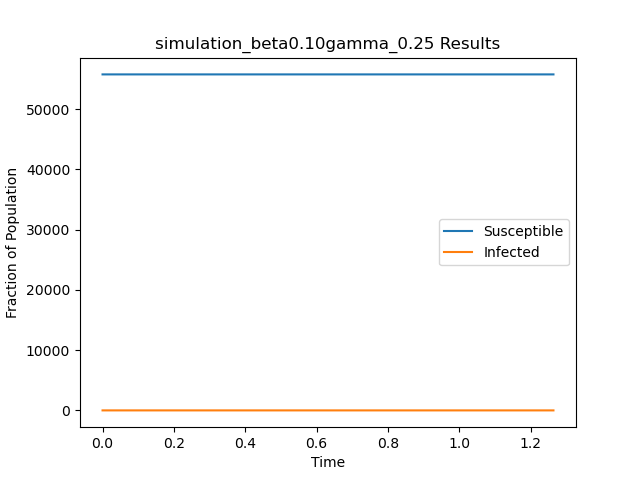 simulation_beta0.10gamma_0.25 Results
Fraction of Population
50000
40000
30000
20000
10000
0
Susceptible
Infected
0.0 0.2 0.4 0.6 0.8 1.0 1.2
Time